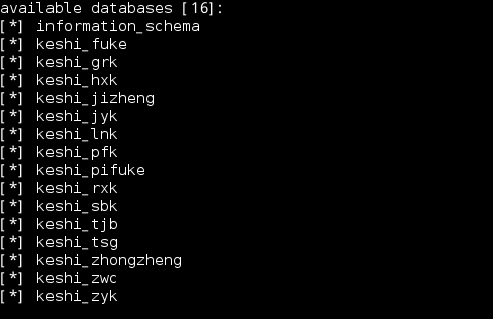 available databases [16]:
[*] information_schema
[*] keshi_fuke
[*] keshi_grk
[*] keshi_hxk
[*] keshi_jizheng
[*] keshi_jyk
[*] keshi_lnk
[*] keshi_pfk
[*] keshi_pifuke
[*] keshi_rxk
[*] keshi_sbk
[*] keshi_tjb
[*] keshi_tsg
[*] keshi_zhongzheng
[*] keshi_zwc
[*] keshi_zyk